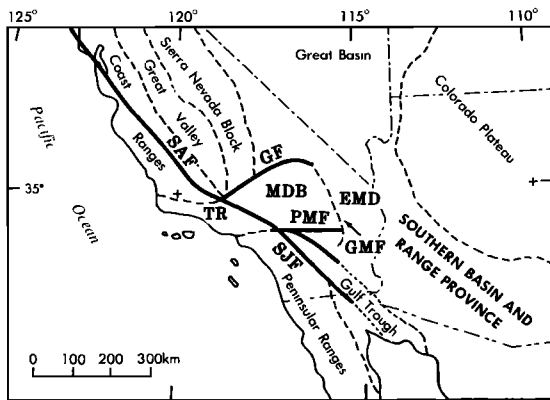 125°
120°
115°
110°
Great Basin
Sierra Nevada Block
Coast
Great
Valley
Ranges
Colorado Plateau
Pacific
Ocean
SAF
GF
MDB
EMD
35°
TR
PMF
GMF
SJF
SOUTHERN BASIN AND
RANGE PROVINCE
Gulf Trough
Peninsular Ranges
0 100 200 300km